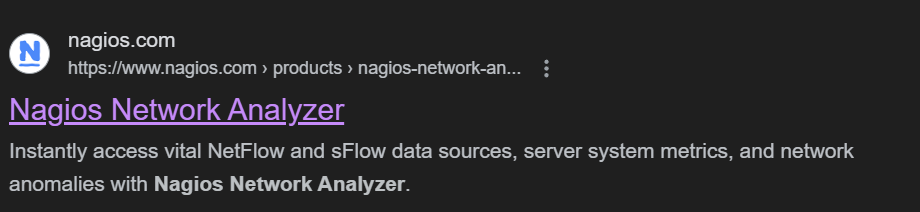 N
nagios.com
https://www.nagios.com › products › nagios-network-an...
Nagios Network Analyzer
Instantly access vital NetFlow and sFlow data sources, server system metrics, and network
anomalies with Nagios Network Analyzer.